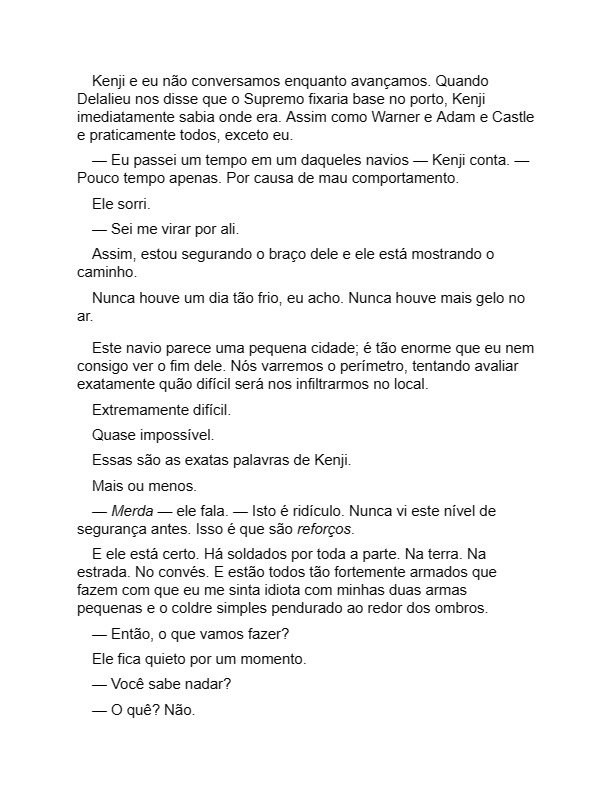 Kenji e eu não conversamos enquanto avançamos. Quando
Delalieu nos disse que o Supremo fixaria base no porto, Kenji
imediatamente sabia onde era. Assim como Warner e Adam e Castle
e praticamente todos, exceto eu.
— Eu passei um tempo em um daqueles navios — Kenji conta. —
Pouco tempo apenas. Por causa de mau comportamento.
Ele sorri.
— Sei me virar por ali.
Assim, estou segurando o braço dele e ele está mostrando o
caminho.
Nunca houve um dia tão frio, eu acho. Nunca houve mais gelo no
ar.
Este navio parece uma pequena cidade; é tão enorme que eu nem
consigo ver o fim dele. Nós varremos o perímetro, tentando avaliar
exatamente quão difícil será nos infiltrarmos no local.
Extremamente difícil.
Quase impossível.
Essas são as exatas palavras de Kenji.
Mais ou menos.
— Merda — ele fala. — Isto é ridículo. Nunca vi este nível de
segurança antes. Isso é que são reforços.
E ele está certo. Há soldados por toda a parte. Na terra. Na
estrada. No convés. E estão todos tão fortemente armados que
fazem com que eu me sinta idiota com minhas duas armas
pequenas e o coldre simples pendurado ao redor dos ombros.
— Então, o que vamos fazer?
Ele fica quieto por um momento.
— Você sabe nadar?
— O quê? Não.